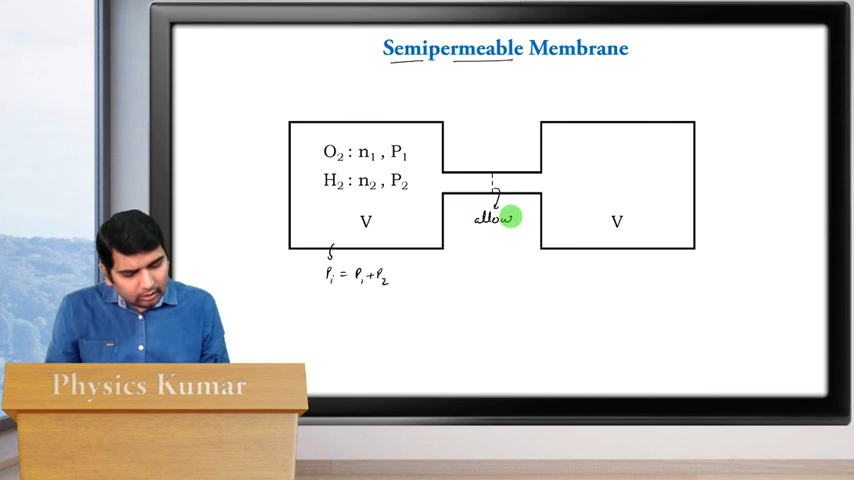 Semipermeable Membrane
O₂ : n₁ , P₁
H₂ : n₂ , P₂
V
allow
V
Pᵢ = P₁ + P₂
Physics Kumar